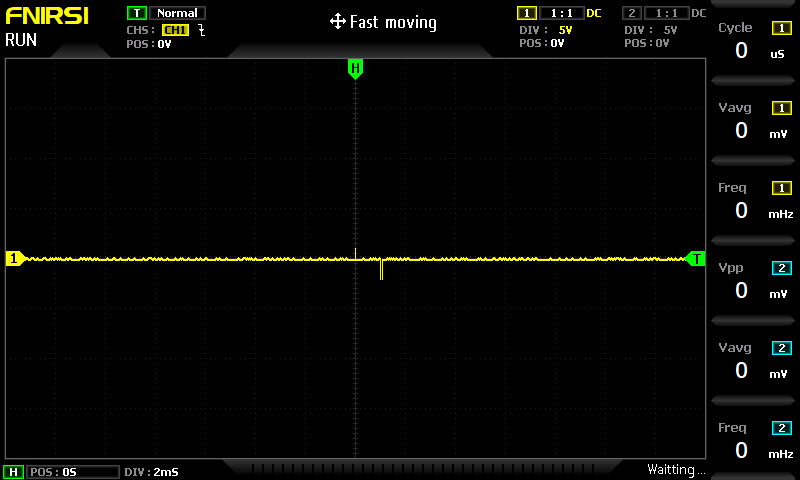 FNIRSI
RUN
T Normal
CHS: CH1
POS: 0V
Fast moving
1 1:1 DC
DIV: 5V
POS: 0V
2 1:1 DC
DIV: 5V
POS: 0V
H
1
T
Cycle 1
0 uS
Vavg 1
0 mV
Freq 1
0 mHz
Vpp 2
0 mV
Vavg 2
0 mV
Freq 2
0 mHz
H POS: 0S DIV: 2mS
Waitting...